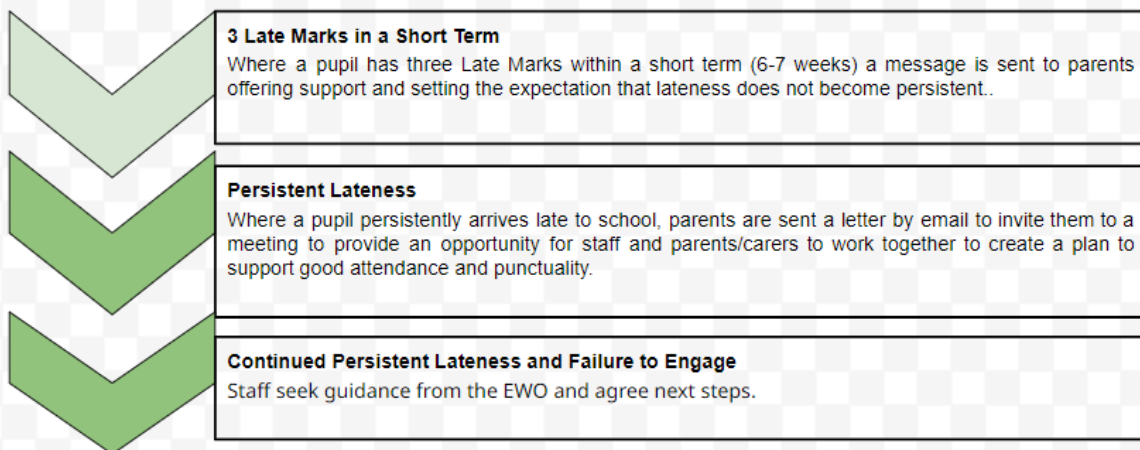 3 Late Marks in a Short Term
Where a pupil has three Late Marks within a short term (6-7 weeks) a message is sent to parents
offering support and setting the expectation that lateness does not become persistent..
Persistent Lateness
Where a pupil persistently arrives late to school, parents are sent a letter by email to invite them to a
meeting to provide an opportunity for staff and parents/carers to work together to create a plan to
support good attendance and punctuality.
Continued Persistent Lateness and Failure to Engage
Staff seek guidance from the EWO and agree next steps.